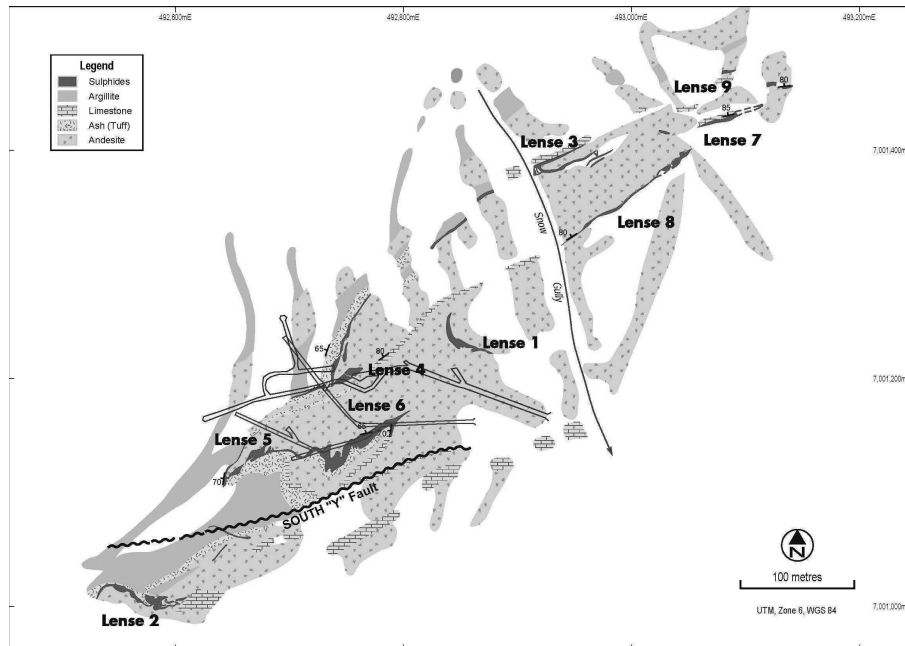 492,600mE
492,800mE
493,000mE
493,200mE
Legend
Sulphides
Argillite
Limestone
Ash (Tuff)
Andesite
Lense 9
80
85
Lense 7
Lense 3
7,001,400m
Lense 8
80
Snow
Gully
Lense 1
65
80
Lense 4
7,001,200m
Lense 6
65
70
Lense 5
70
SOUTH "Y" Fault
N
100 metres
UTM, Zone 6, WGS 84
7,001,000m
Lense 2